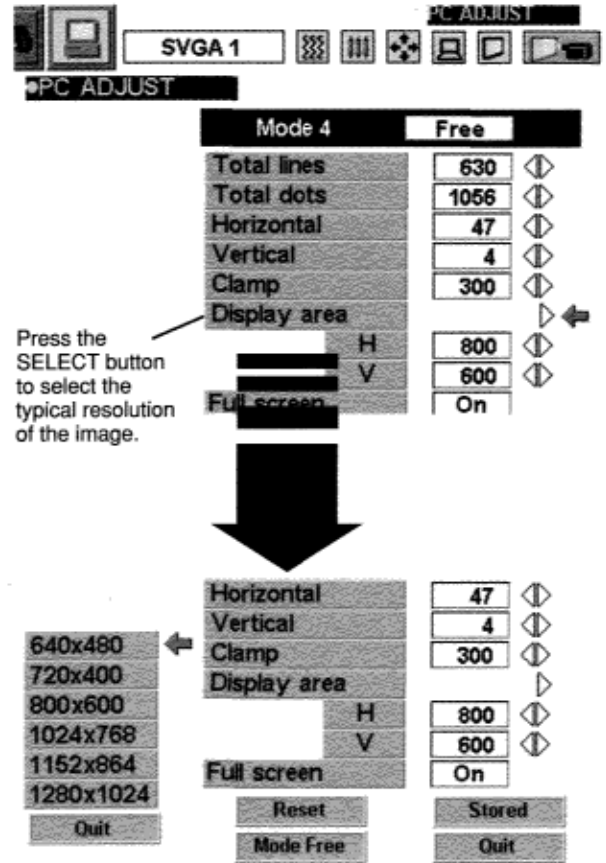 PC ADJUST
SVGA 1
●PC ADJUST
Mode 4 Free
Total lines 630
Total dots 1056
Horizontal 47
Vertical 4
Clamp 300
Display area
H 800
V 600
Full screen On
Press the
SELECT button
to select the
typical resolution
of the image.
Horizontal 47
Vertical 4
Clamp 300
Display area
H 800
V 600
Full screen On
640x480
720x400
800x600
1024x768
1152x864
1280x1024
Quit
Reset Stored
Mode Free Quit